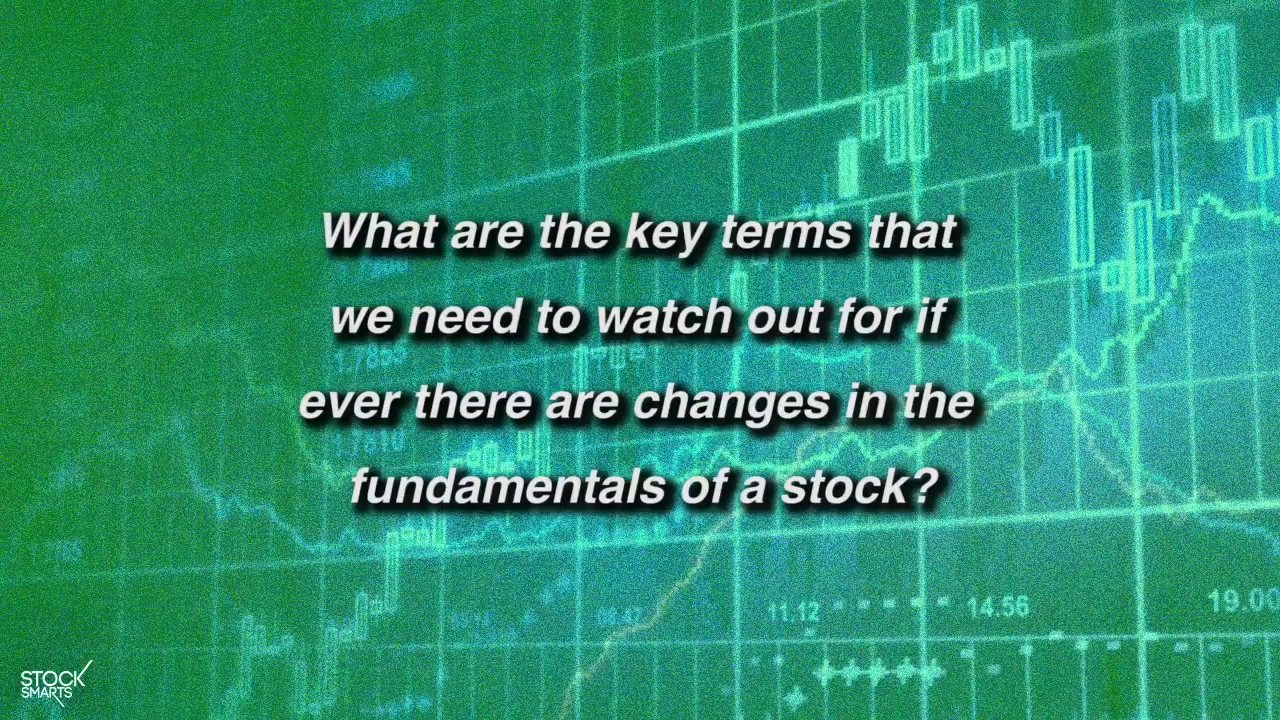 What are the key terms that
we need to watch out for if
ever there are changes in the
fundamentals of a stock?
11.12
14.56
19.00
STOCK
SMARTS